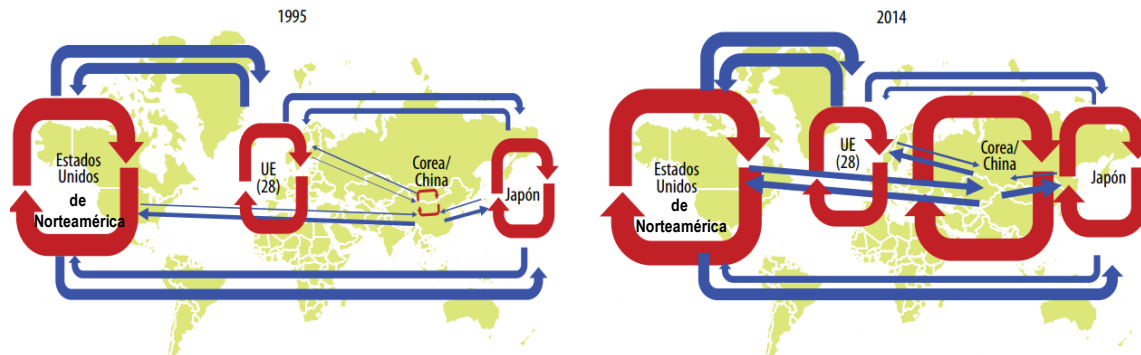 1995
Estados
Unidos
de
Norteamérica
UE
(28)
Corea/
China
Japón
2014
Estados
Unidos
de
Norteamérica
UE
(28)
Corea/
China
Japón